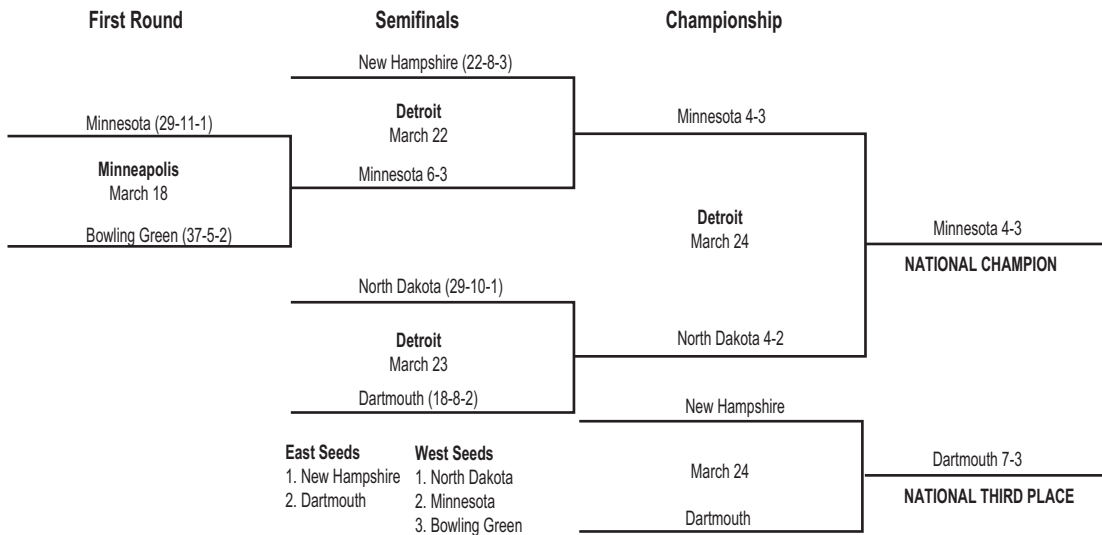 First Round
Semifinals
Championship
New Hampshire (22-8-3)
Detroit
March 22
Minnesota 4-3
Minnesota (29-11-1)
Minneapolis
March 18
Minnesota 6-3
Bowling Green (37-5-2)
Detroit
March 24
Minnesota 4-3
NATIONAL CHAMPION
North Dakota (29-10-1)
Detroit
March 23
North Dakota 4-2
Dartmouth (18-8-2)
New Hampshire
March 24
Dartmouth
Dartmouth 7-3
NATIONAL THIRD PLACE
East Seeds
1. New Hampshire
2. Dartmouth
West Seeds
1. North Dakota
2. Minnesota
3. Bowling Green